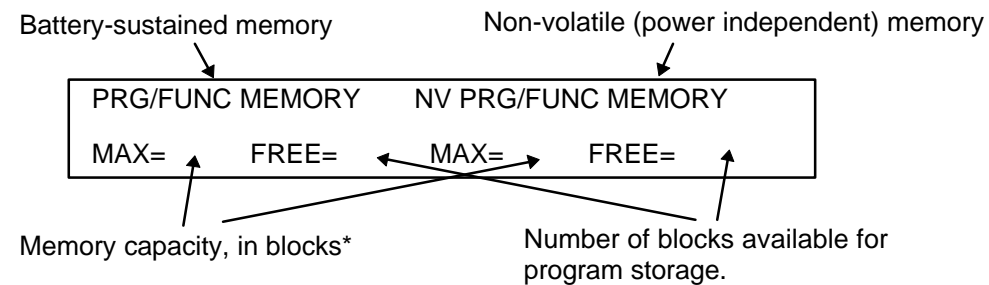 Battery-sustained memory
Non-volatile (power independent) memory
PRG/FUNC MEMORY NV PRG/FUNC MEMORY
MAX= FREE= MAX= FREE=
Memory capacity, in blocks*
Number of blocks available for
program storage.